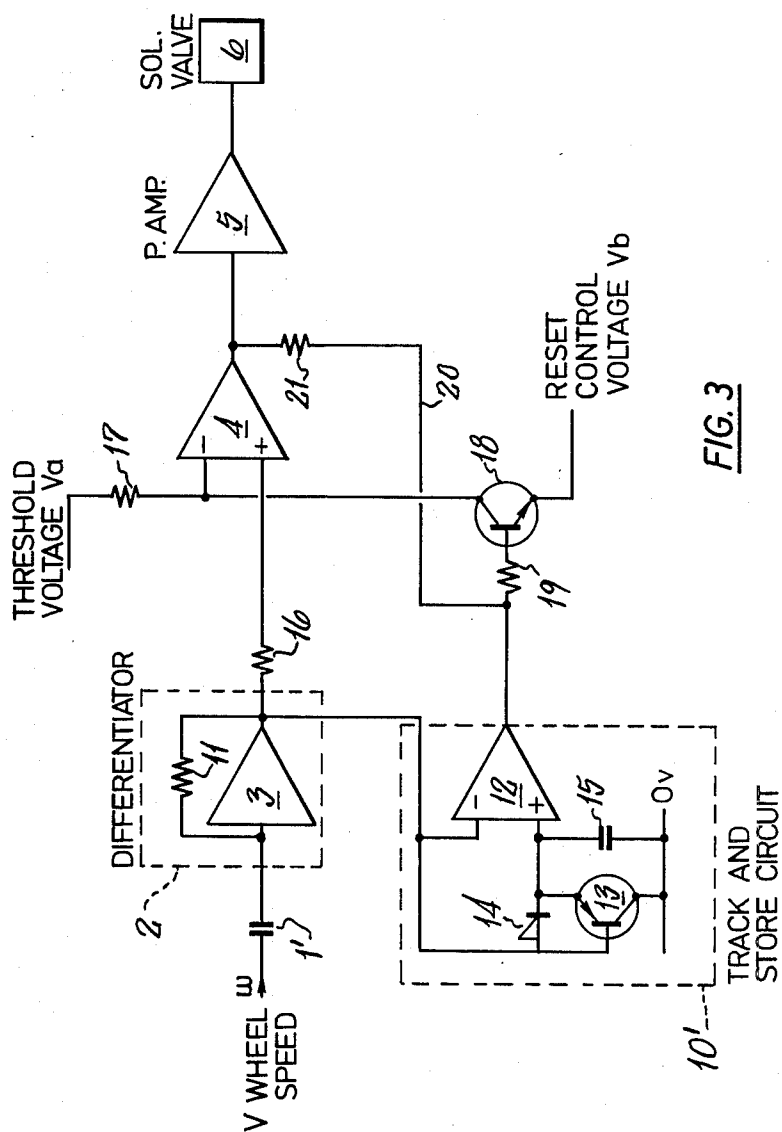 SOL.
VALVE
6
P. AMP.
5
THRESHOLD
VOLTAGE Va
17
4
-
+
21
20
RESET
CONTROL
VOLTAGE Vb
18
19
16
DIFFERENTIATOR
11
3
2
1'
ω
V WHEEL
SPEED
12
-
+
15
0v
14
13
TRACK AND
STORE CIRCUIT
10'
FIG. 3